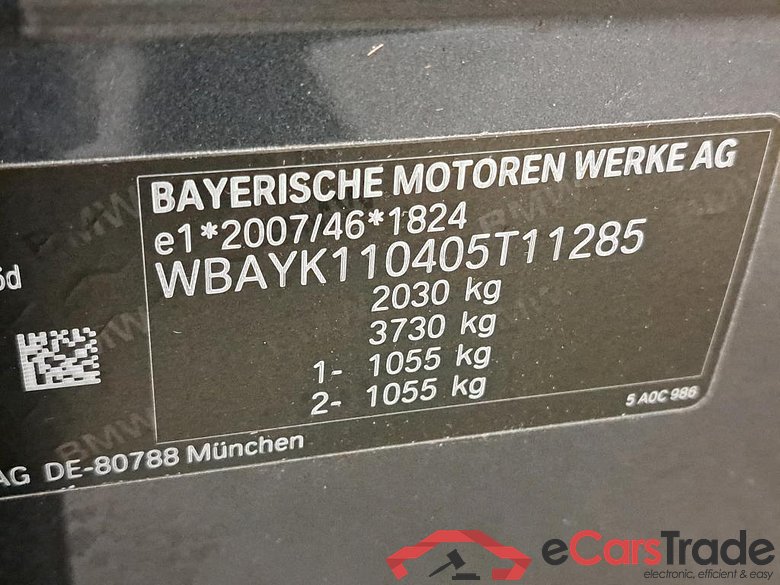 BAYERISCHE MOTOREN WERKE AG
e1*2007/46*1824
WBAYK110405T11285
2030 kg
3730 kg
1- 1055 kg
2- 1055 kg
5 A0C 986
AG DE-80788 München
eCarsTrade
electronic, efficient & easy